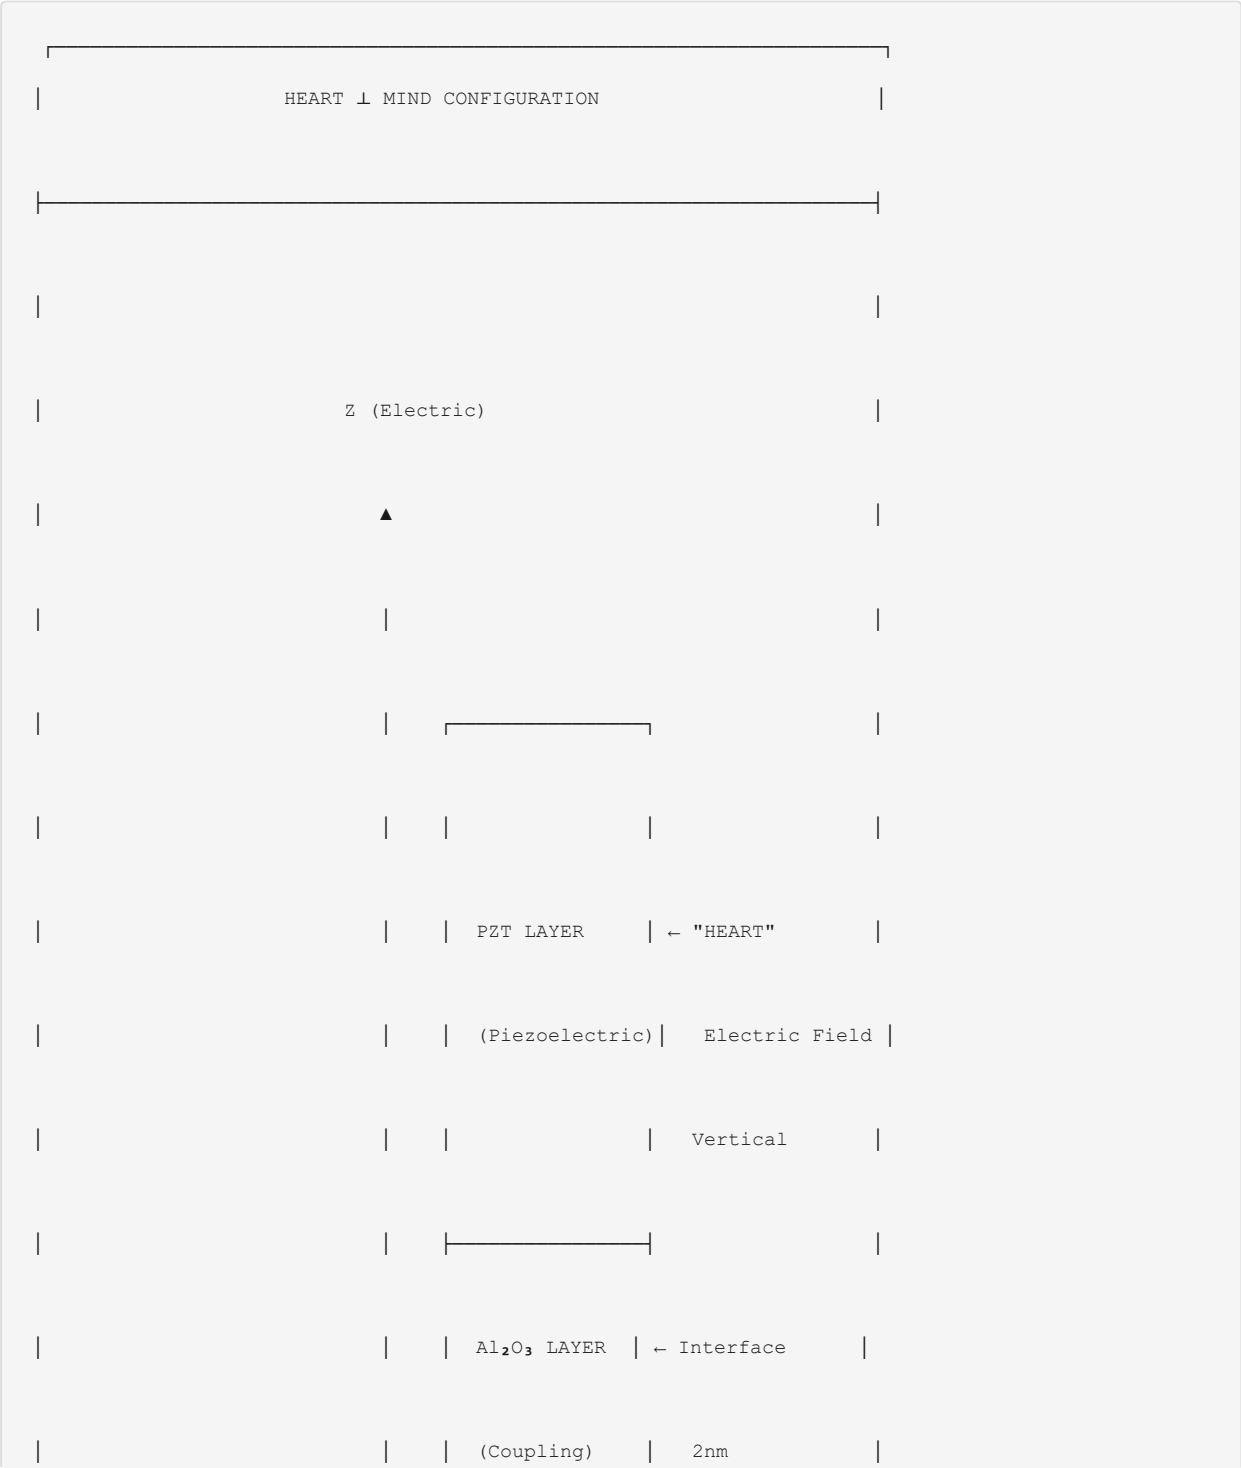 HEART ⊥ MIND CONFIGURATION
Z (Electric)
▲
PZT LAYER ← "HEART"
(Piezoelectric) Electric Field
Vertical
Al₂O₃ LAYER ← Interface
(Coupling) 2nm